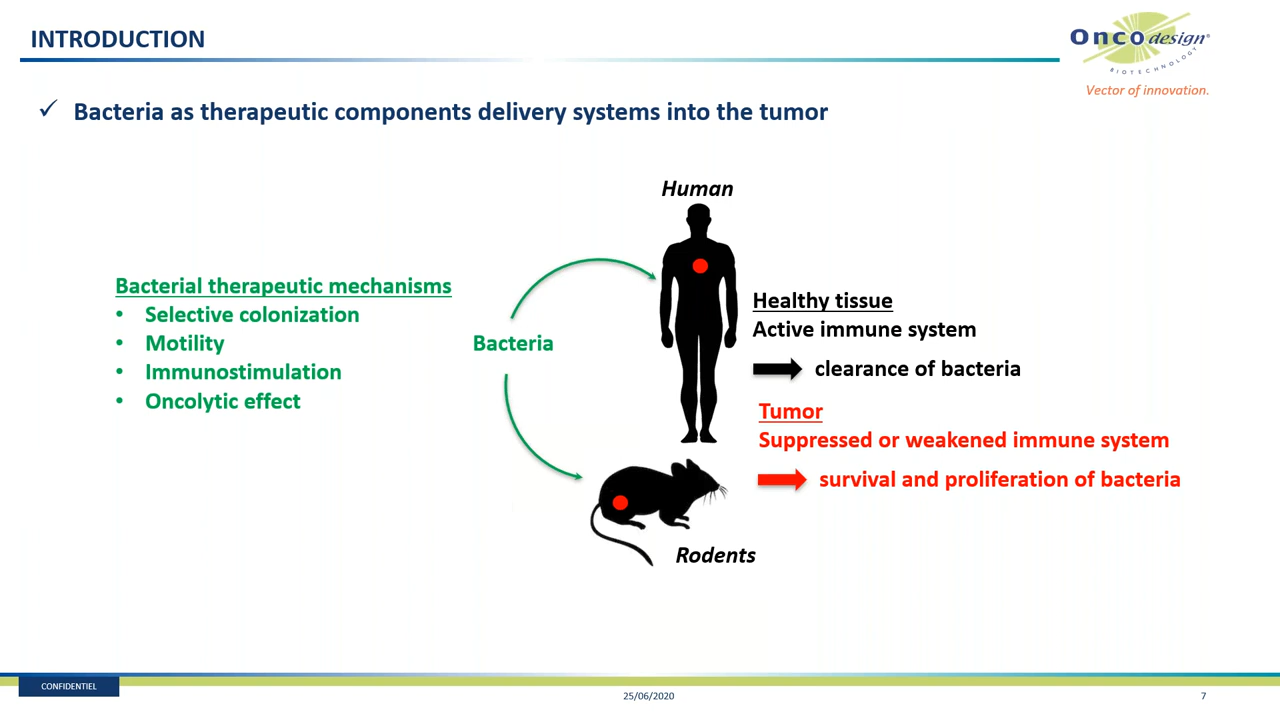 INTRODUCTION
Oncodesign®
BIOTECHNOLOGY
Vector of innovation.
✓ Bacteria as therapeutic components delivery systems into the tumor
Human
Bacterial therapeutic mechanisms
• Selective colonization
• Motility
• Immunostimulation
• Oncolytic effect
Bacteria
Healthy tissue
Active immune system
clearance of bacteria
Tumor
Suppressed or weakened immune system
survival and proliferation of bacteria
Rodents
CONFIDENTIEL
25/06/2020
7